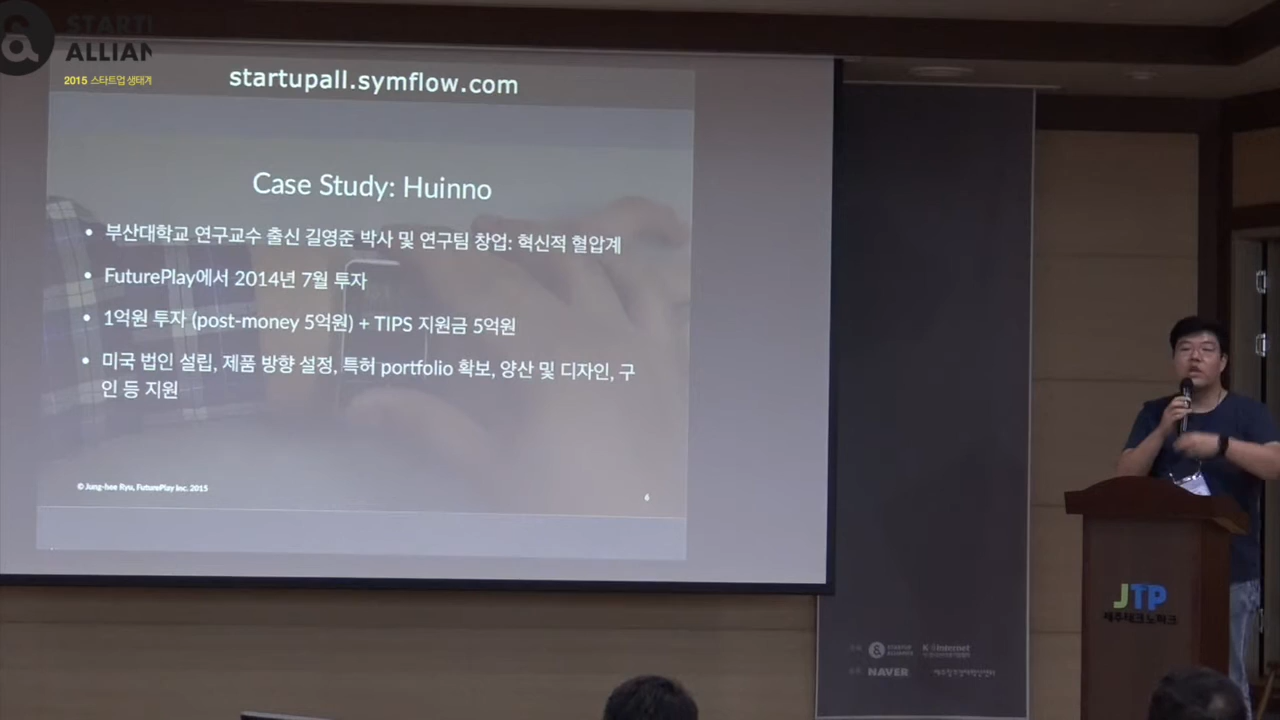 START
ALLIAN
2015 스타트업 생태계
startupall.symflow.com
Case Study: Huinno
• 부산대학교 연구교수 출신 길영준 박사 및 연구팀 창업: 혁신적 혈압계
• FuturePlay에서 2014년 7월 투자
• 1억원 투자 (post-money 5억원) + TIPS 지원금 5억원
• 미국 법인 설립, 제품 방향 설정, 특허 portfolio 확보, 양산 및 디자인, 구
인 등 지원
© Jung-hee Ryu, FuturePlay Inc. 2015
6
JTP
제주테크노파크
STARTUP
ALLIANCE
Internet
NAVER